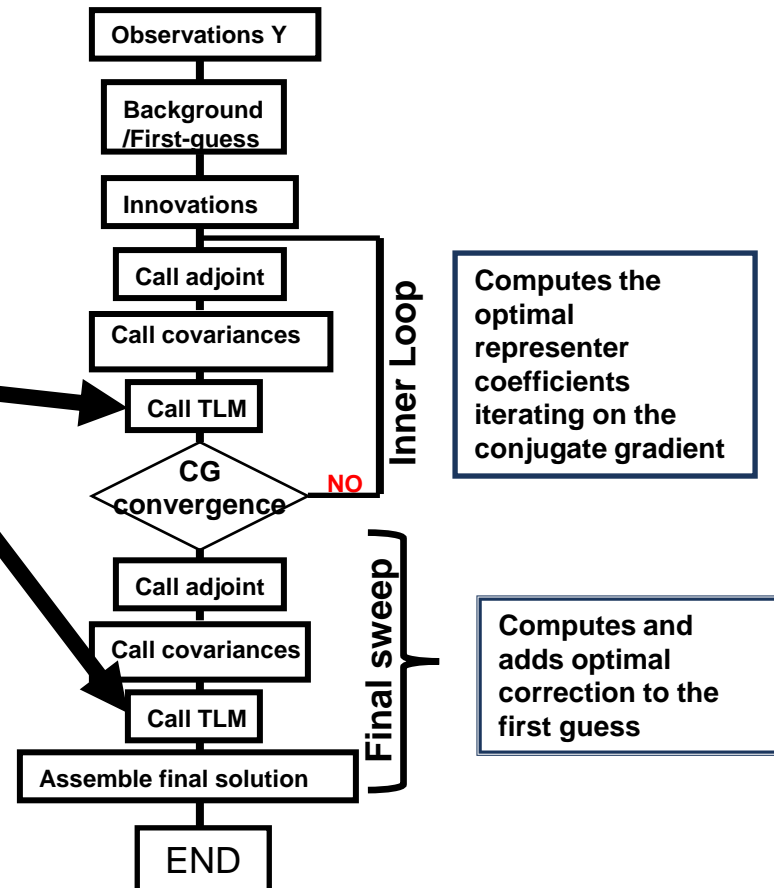 Observations Y
Background
/First-guess
Innovations
Call adjoint
Call covariances
Call TLM
CG
convergence
NO
Inner Loop
Computes the
optimal
representer
coefficients
iterating on the
conjugate gradient
Call adjoint
Call covariances
Call TLM
Assemble final solution
Final sweep
Computes and
adds optimal
correction to the
first guess
END